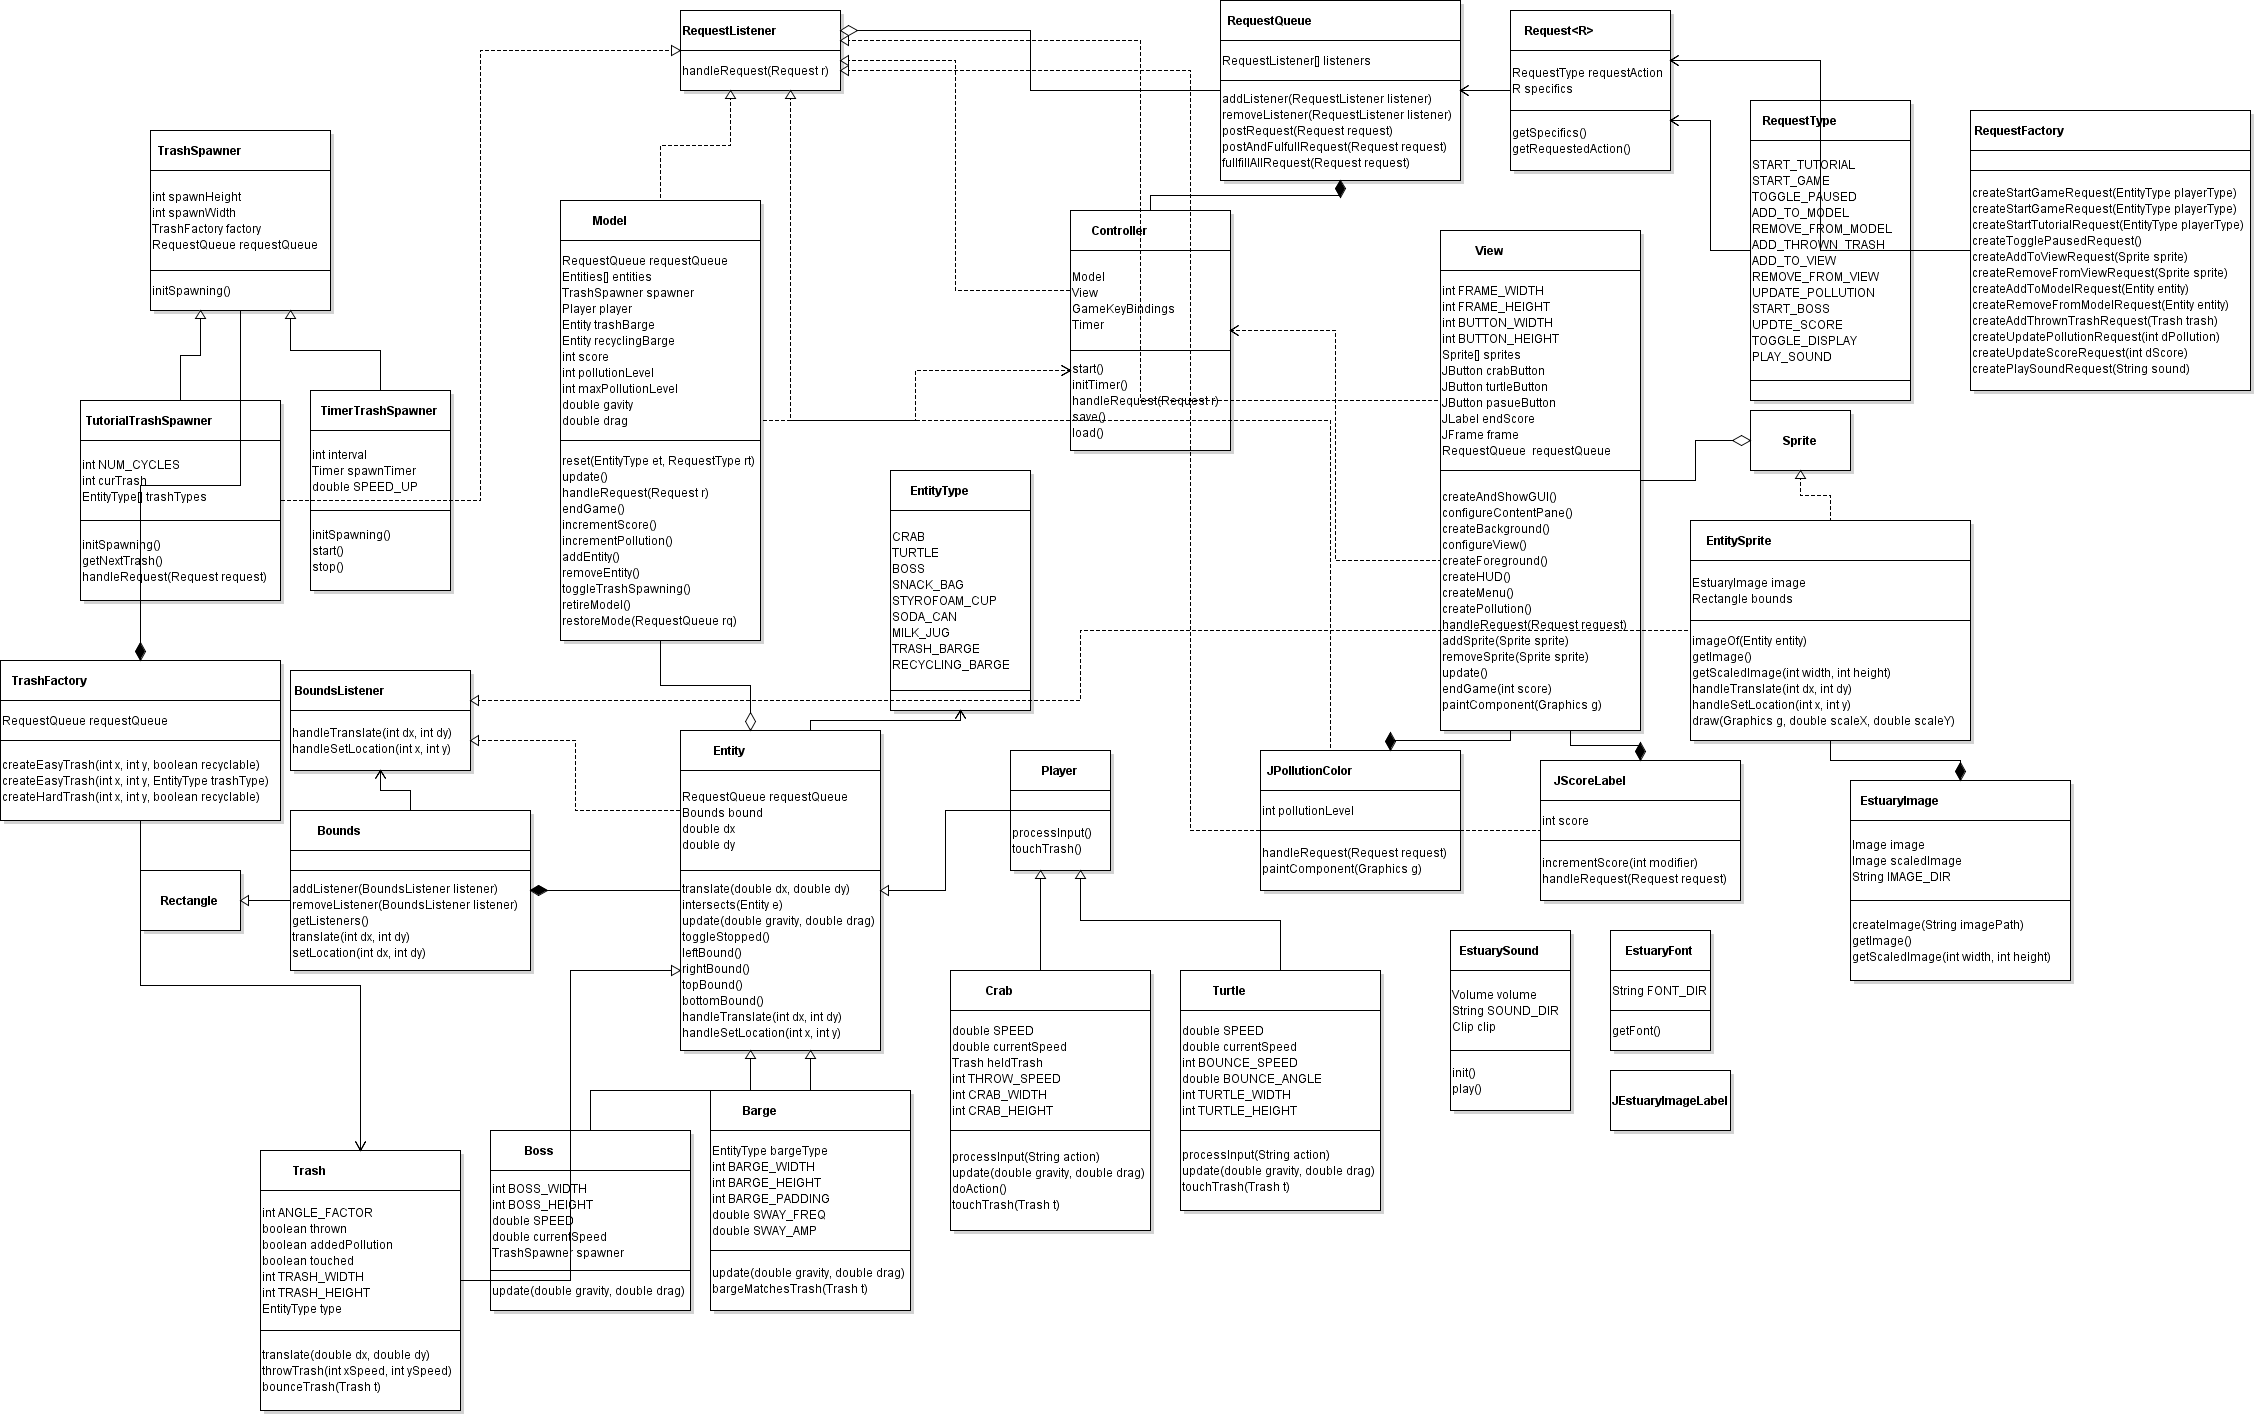 RequestListener
handleRequest(Request r)
RequestQueue
RequestListener[] listeners
addListener(RequestListener listener)
removeListener(RequestListener listener)
postRequest(Request request)
postAndFulfullRequest(Request request)
fullfillAllRequest(Request request)
Request<R>
RequestType requestAction
R specifics
getSpecifics()
getRequestedAction()
RequestType
START_TUTORIAL
START_GAME
TOGGLE_PAUSED
ADD_TO_MODEL
REMOVE_FROM_MODEL
ADD_THROWN_TRASH
ADD_TO_VIEW
REMOVE_FROM_VIEW
UPDATE_POLLUTION
START_BOSS
UPDTE_SCORE
TOGGLE_DISPLAY
PLAY_SOUND
RequestFactory
createStartGameRequest(EntityType playerType)
createStartGameRequest(EntityType playerType)
createStartTutorialRequest(EntityType playerType)
createTogglePausedRequest()
createAddToViewRequest(Sprite sprite)
createRemoveFromViewRequest(Sprite sprite)
createAddToModelRequest(Entity entity)
createRemoveFromModelRequest(Entity entity)
createAddThrownTrashRequest(Trash trash)
createUpdatePollutionRequest(int dPollution)
createUpdateScoreRequest(int dScore)
createPlaySoundRequest(String sound)
TrashSpawner
int spawnHeight
int spawnWidth
TrashFactory factory
RequestQueue requestQueue
initSpawning()
Model
RequestQueue requestQueue
Entities[] entities
TrashSpawner spawner
Player player
Entity trashBarge
Entity recyclingBarge
int score
int pollutionLevel
int maxPollutionLevel
double gavity
double drag
reset(EntityType et, RequestType rt)
update()
handleRequest(Request r)
endGame()
incrementScore()
incrementPollution()
addEntity()
removeEntity()
toggleTrashSpawning()
retireModel()
restoreMode(RequestQueue rq)
Controller
Model
View
GameKeyBindings
Timer
start()
initTimer()
handleRequest(Request r)
save()
load()
View
int FRAME_WIDTH
int FRAME_HEIGHT
int BUTTON_WIDTH
int BUTTON_HEIGHT
Sprite[] sprites
JButton crabButton
JButton turtleButton
JButton pasueButton
JLabel endScore
JFrame frame
RequestQueue requestQueue
createAndShowGUI()
configureContentPane()
createBackground()
configureView()
createForeground()
createHUD()
createMenu()
createPollution()
handleRequest(Request request)
addSprite(Sprite sprite)
removeSprite(Sprite sprite)
update()
endGame(int score)
paintComponent(Graphics g)
Sprite
TutorialTrashSpawner
int NUM_CYCLES
int curTrash
EntityType[] trashTypes
initSpawning()
getNextTrash()
handleRequest(Request request)
TimerTrashSpawner
int interval
Timer spawnTimer
double SPEED_UP
initSpawning()
start()
stop()
EntityType
CRAB
TURTLE
BOSS
SNACK_BAG
STYROFOAM_CUP
SODA_CAN
MILK_JUG
TRASH_BARGE
RECYCLING_BARGE
EntitySprite
EstuaryImage image
Rectangle bounds
imageOf(Entity entity)
getImage()
getScaledImage(int width, int height)
handleTranslate(int dx, int dy)
handleSetLocation(int x, int y)
draw(Graphics g, double scaleX, double scaleY)
TrashFactory
RequestQueue requestQueue
createEasyTrash(int x, int y, boolean recyclable)
createEasyTrash(int x, int y, EntityType trashType)
createHardTrash(int x, int y, boolean recyclable)
BoundsListener
handleTranslate(int dx, int dy)
handleSetLocation(int x, int y)
Entity
RequestQueue requestQueue
Bounds bound
double dx
double dy
translate(double dx, double dy)
intersects(Entity e)
update(double gravity, double drag)
toggleStopped()
leftBound()
rightBound()
topBound()
bottomBound()
handleTranslate(int dx, int dy)
handleSetLocation(int x, int y)
Player
processInput()
touchTrash()
JPollutionColor
int pollutionLevel
handleRequest(Request request)
paintComponent(Graphics g)
JScoreLabel
int score
incrementScore(int modifier)
handleRequest(Request request)
EstuaryImage
Image image
Image scaledImage
String IMAGE_DIR
createImage(String imagePath)
getImage()
getScaledImage(int width, int height)
Bounds
addListener(BoundsListener listener)
removeListener(BoundsListener listener)
getListeners()
translate(int dx, int dy)
setLocation(int dx, int dy)
Rectangle
EstuarySound
Volume volume
String SOUND_DIR
Clip clip
init()
play()
EstuaryFont
String FONT_DIR
getFont()
JEstuaryImageLabel
Crab
double SPEED
double currentSpeed
Trash heldTrash
int THROW_SPEED
int CRAB_WIDTH
int CRAB_HEIGHT
processInput(String action)
update(double gravity, double drag)
doAction()
touchTrash(Trash t)
Turtle
double SPEED
double currentSpeed
int BOUNCE_SPEED
double BOUNCE_ANGLE
int TURTLE_WIDTH
int TURTLE_HEIGHT
processInput(String action)
update(double gravity, double drag)
touchTrash(Trash t)
Trash
int ANGLE_FACTOR
boolean thrown
boolean addedPollution
boolean touched
int TRASH_WIDTH
int TRASH_HEIGHT
EntityType type
translate(double dx, double dy)
throwTrash(int xSpeed, int ySpeed)
bounceTrash(Trash t)
Boss
int BOSS_WIDTH
int BOSS_HEIGHT
double SPEED
double currentSpeed
TrashSpawner spawner
update(double gravity, double drag)
Barge
EntityType bargeType
int BARGE_WIDTH
int BARGE_HEIGHT
int BARGE_PADDING
double SWAY_FREQ
double SWAY_AMP
update(double gravity, double drag)
bargeMatchesTrash(Trash t)